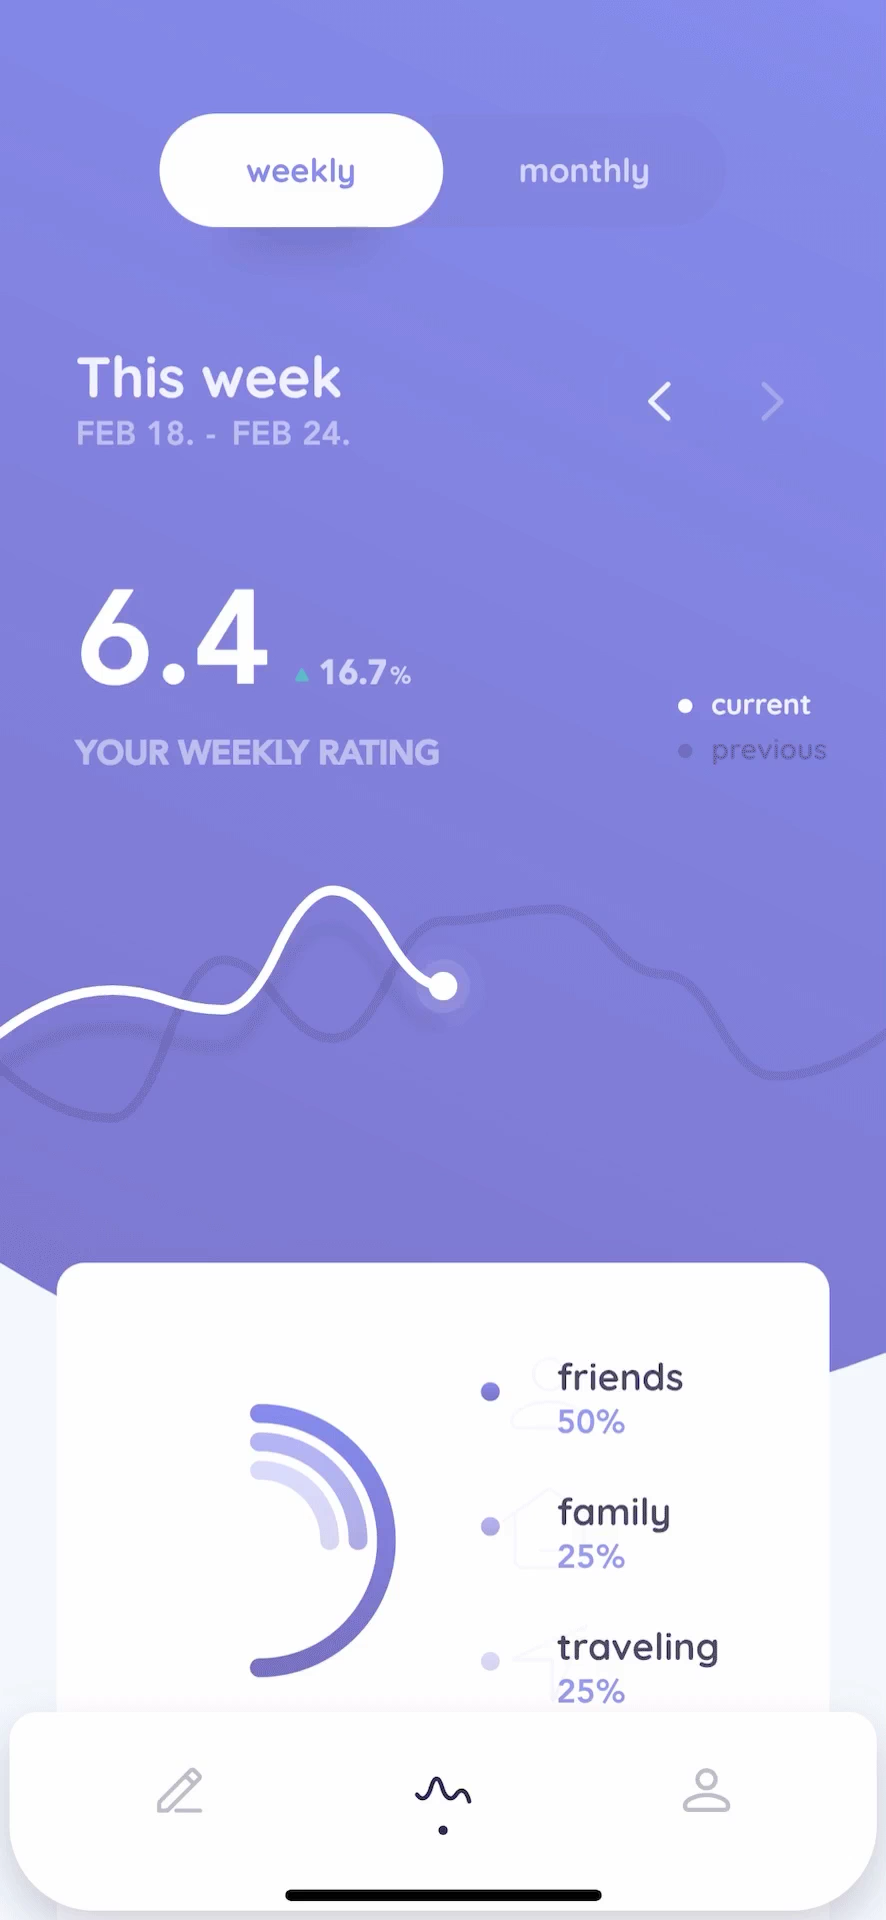 weekly
monthly
This week
FEB 18. - FEB 24.
6.4
16.7%
YOUR WEEKLY RATING
current
previous
friends
50%
family
25%
traveling
25%